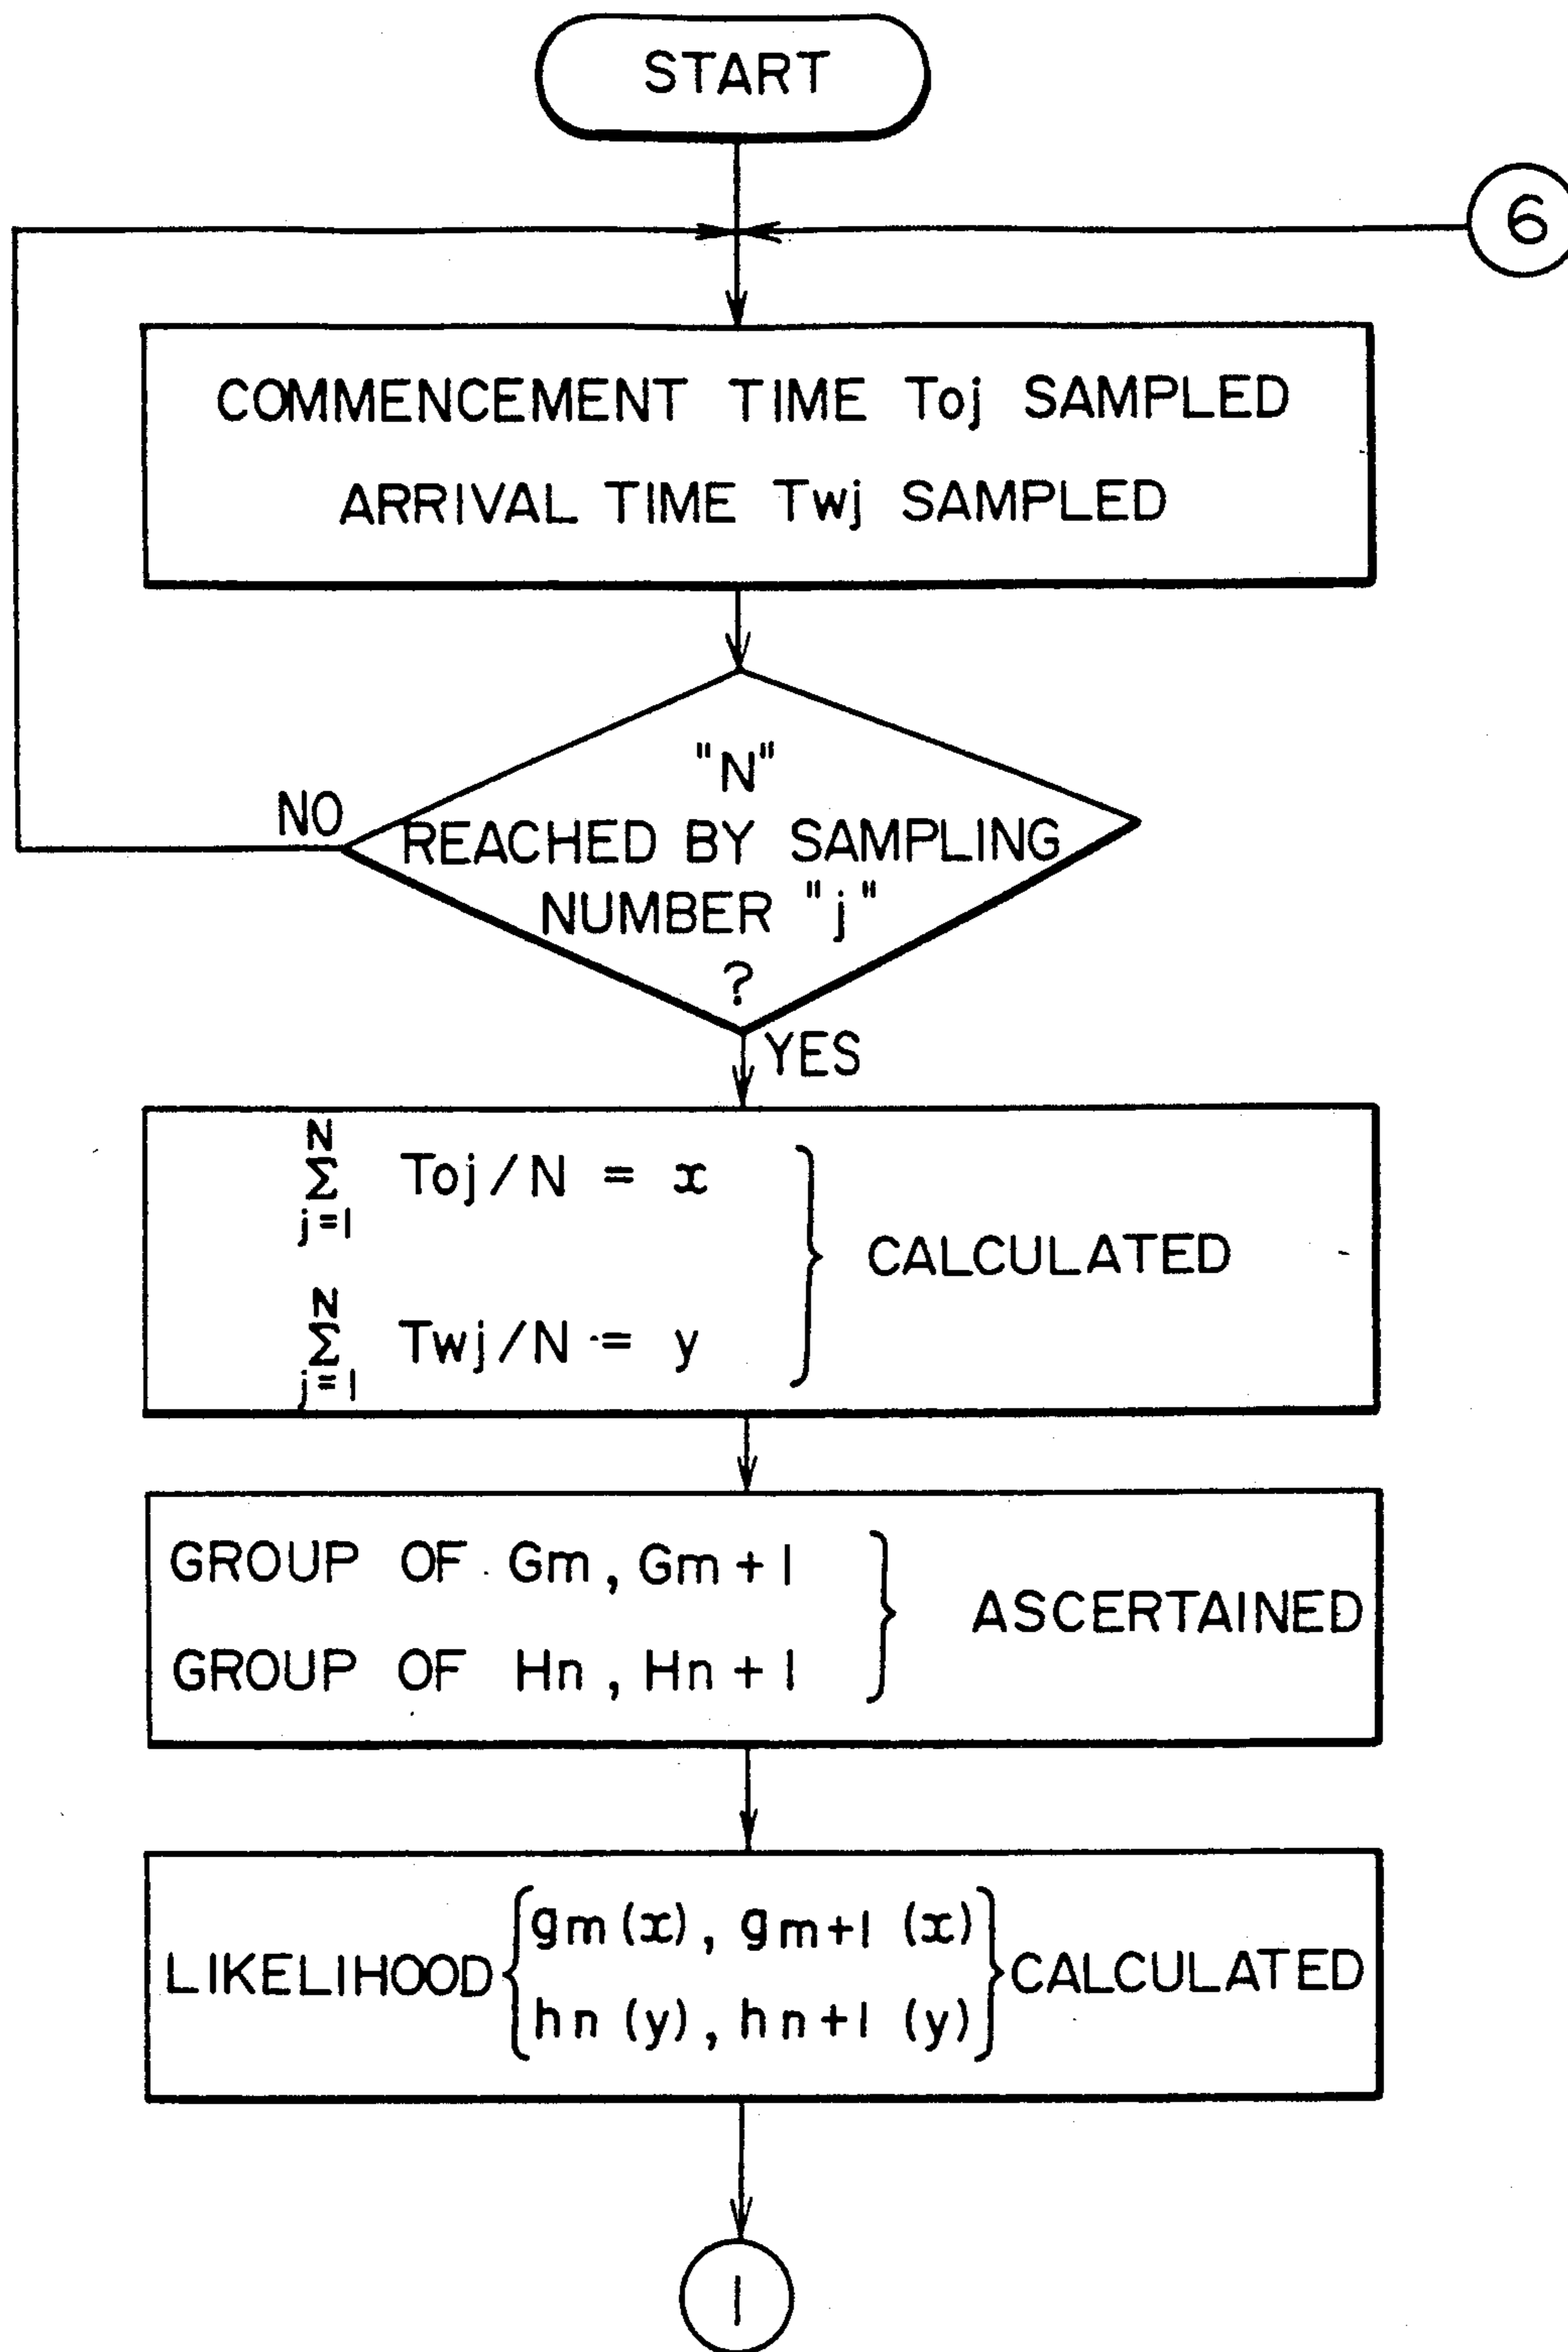 START
6
COMMENCEMENT TIME Toj SAMPLED
ARRIVAL TIME Twj SAMPLED
"N"
REACHED BY SAMPLING
NUMBER "j"
?
NO
YES
N
Σ Toj/N = x
j=1
N
Σ Twj/N = y
j=1
} CALCULATED
GROUP OF Gm, Gm+1
GROUP OF Hn, Hn+1
} ASCERTAINED
LIKELIHOOD { gm(x), gm+1 (x)
hn (y), hn+1 (y) } CALCULATED
1